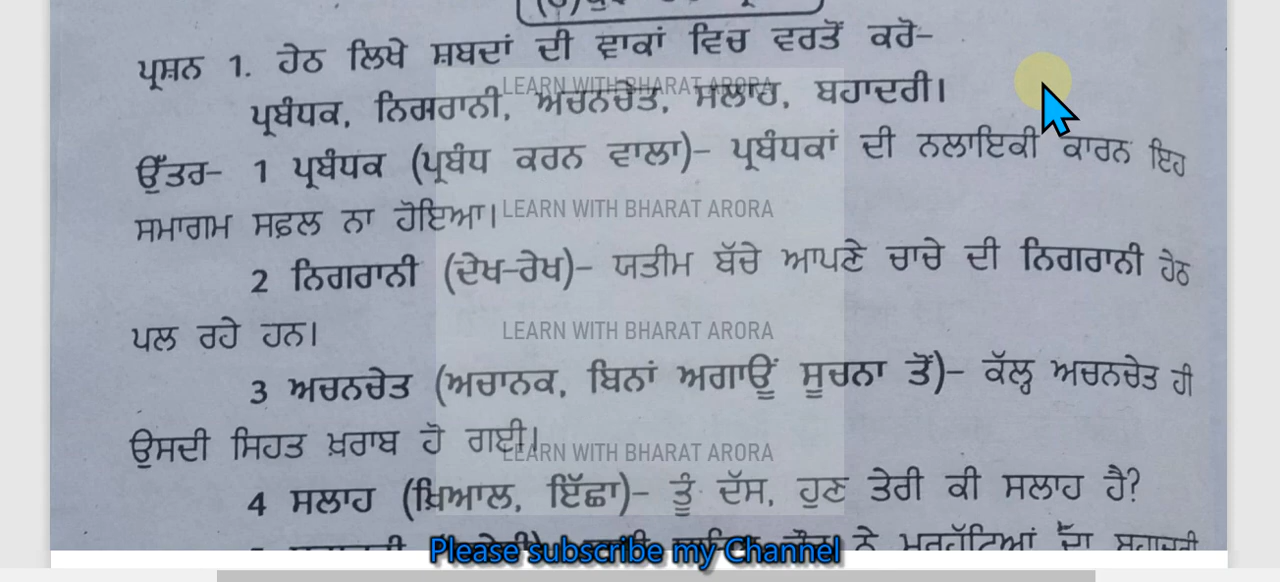 ਪ੍ਰਸ਼ਨ 1. ਹੇਠ ਲਿਖੇ ਸ਼ਬਦਾਂ ਦੀ ਵਾਕਾਂ ਵਿਚ ਵਰਤੋਂ ਕਰੋ-
LEARN WITH BHARAT ARORA
ਪ੍ਰਬੰਧਕ, ਨਿਗਰਾਨੀ, ਅਚਨਚੇਤ, ਸਲਾਹ, ਬਹਾਦਰੀ।
ਉੱਤਰ- 1 ਪ੍ਰਬੰਧਕ (ਪ੍ਰਬੰਧ ਕਰਨ ਵਾਲਾ)- ਪ੍ਰਬੰਧਕਾਂ ਦੀ ਨਲਾਇਕੀ ਕਾਰਨ ਇਹ
ਸਮਾਗਮ ਸਫ਼ਲ ਨਾ ਹੋਇਆ।
LEARN WITH BHARAT ARORA
2 ਨਿਗਰਾਨੀ (ਦੇਖ-ਰੇਖ)- ਯਤੀਮ ਬੱਚੇ ਆਪਣੇ ਚਾਚੇ ਦੀ ਨਿਗਰਾਨੀ ਹੇਠ
ਪਲ ਰਹੇ ਹਨ।
LEARN WITH BHARAT ARORA
3 ਅਚਨਚੇਤ (ਅਚਾਨਕ, ਬਿਨਾਂ ਅਗਾਊਂ ਸੂਚਨਾ ਤੋਂ)- ਕੱਲ੍ਹ ਅਚਨਚੇਤ ਹੀ
ਉਸਦੀ ਸਿਹਤ ਖ਼ਰਾਬ ਹੋ ਗਈ।
LEARN WITH BHARAT ARORA
4 ਸਲਾਹ (ਖ਼ਿਆਲ, ਇੱਛਾ)- ਤੂੰ ਦੱਸ, ਹੁਣ ਤੇਰੀ ਕੀ ਸਲਾਹ ਹੈ?
ਨੇ ਮਰਹੱਟਿਆਂ ਦਾ
Please subscribe my Channel